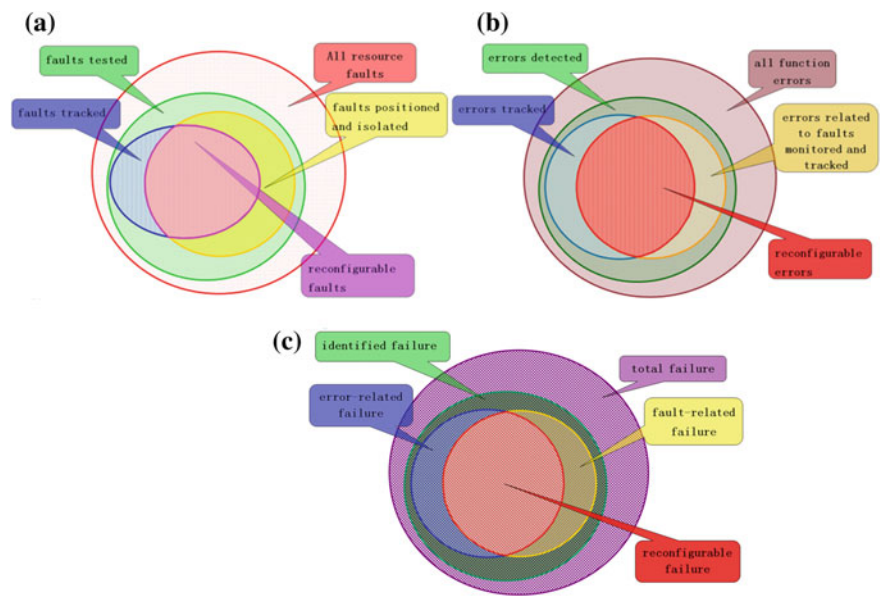 (a)
faults tested
All resource
faults
faults tracked
faults positioned
and isolated
reconfigurable
faults
(b)
errors detected
all function
errors
errors tracked
errors related
to faults
monitored and
tracked
reconfigurable
errors
(c)
identified failure
total failure
error-related
failure
fault-related
failure
reconfigurable
failure